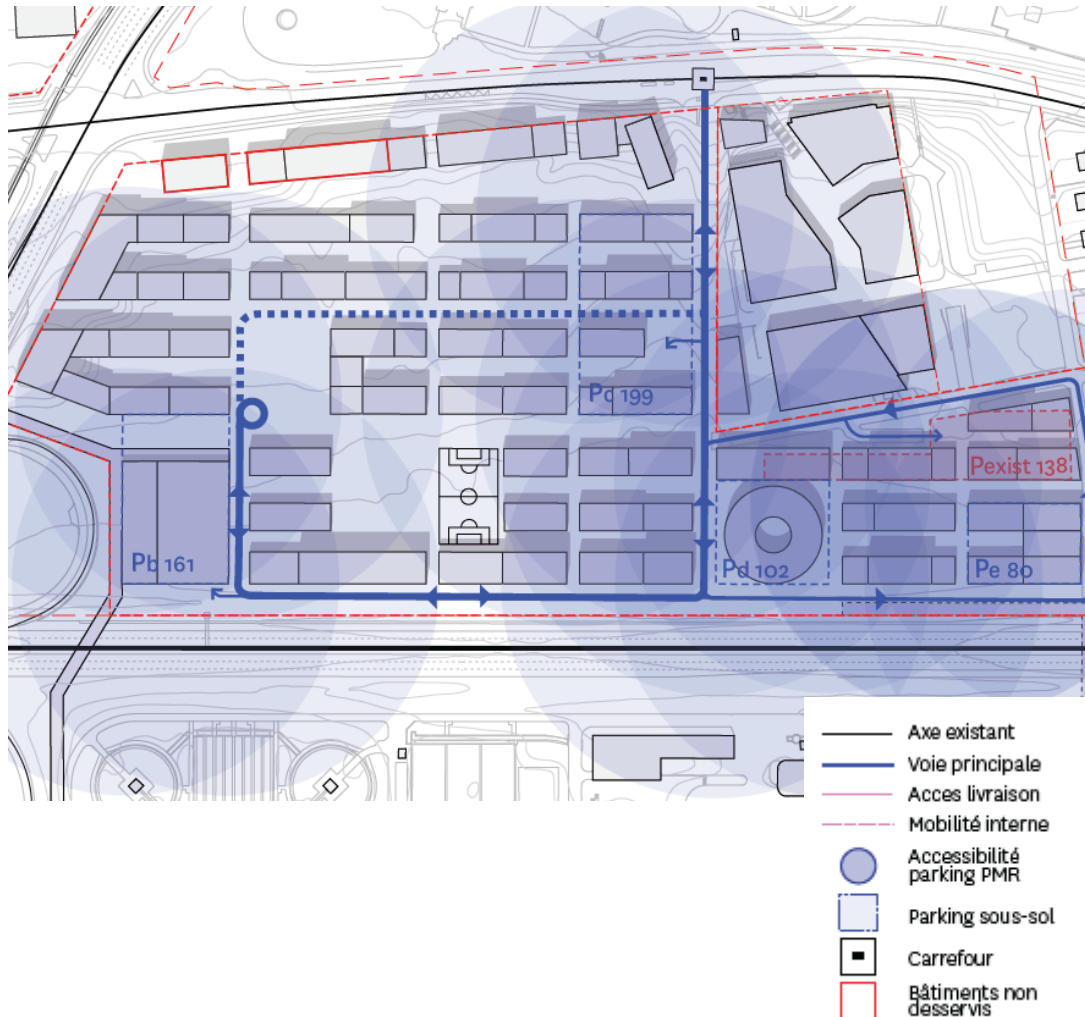 Pc 199
Pexist 138
Pb 161
Pd 102
Pe 80
Axe existant
Voie principale
Acces livraison
Mobilité interne
Accessibilité
parking PMR
Parking sous-sol
Carrefour
Bâtiments non
desservis